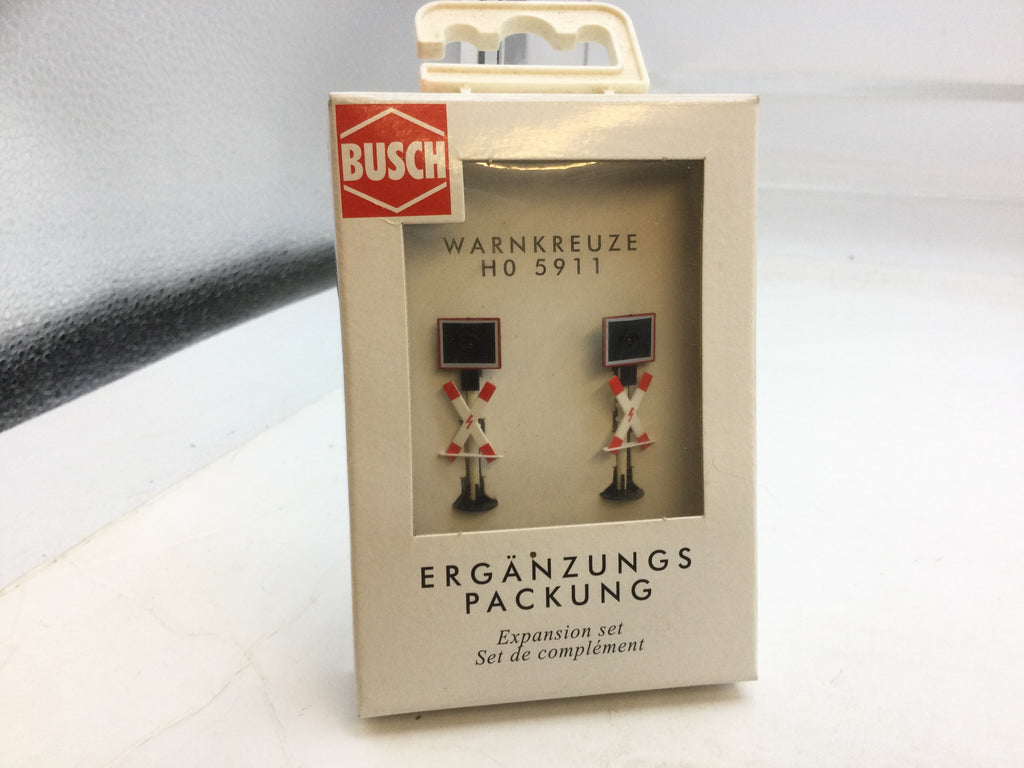 BUSCH
WARNKREUZE
H0 5911
ERGÄNZUNGS
PACKUNG
Expansion set
Set de complément